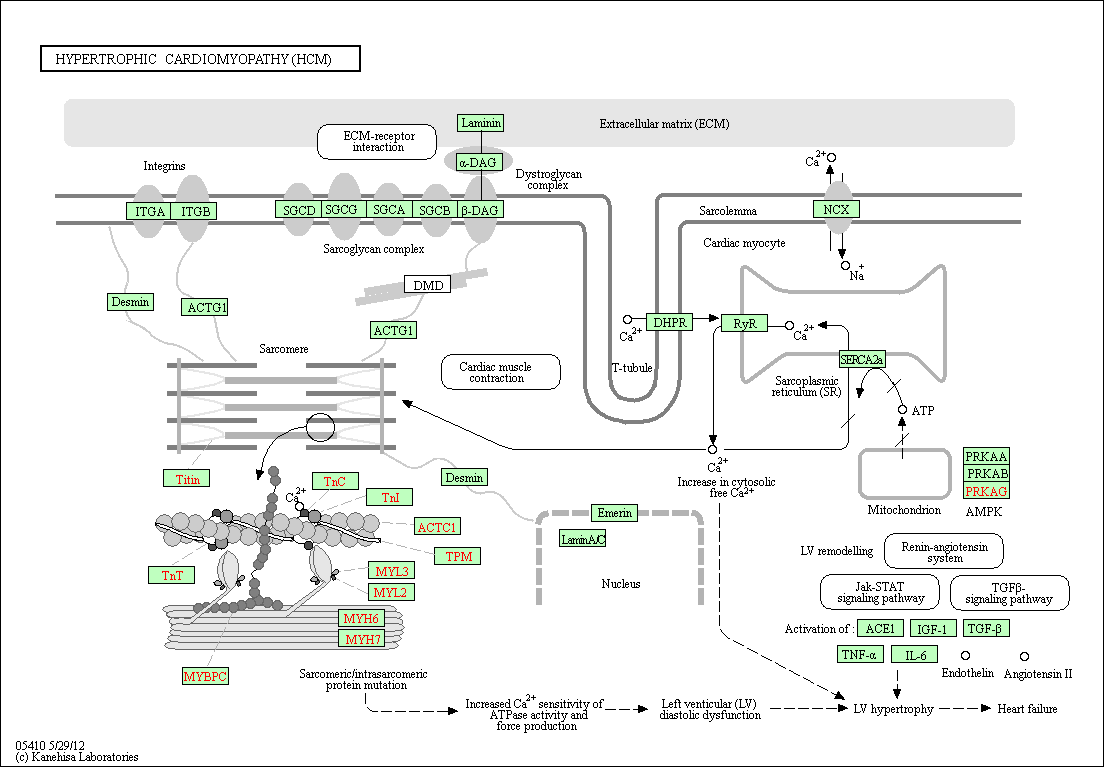 HYPERTROPHIC CARDIOMYOPATHY (HCM)
Laminin
Extracellular matrix (ECM)
ECM-receptor
interaction
α-DAG
Integrins
Dystroglycan
complex
Ca2+
ITGA
ITGB
SGCD
SGCG
SGCA
SGCB
β-DAG
Sarcolemma
NCX
Sarcoglycan complex
Cardiac myocyte
Na+
DMD
Desmin
ACTG1
ACTG1
Ca2+
DHPR
RyR
Ca2+
Sarcomere
SERCA2a
Cardiac muscle
contraction
T-tubule
Sarcoplasmic
reticulum (SR)
ATP
Ca2+
Increase in cytosolic
free Ca2+
PRKAA
PRKAB
PRKAG
AMPK
Mitochondrion
Titin
TnC
Desmin
Ca2+
TnI
ACTC1
Emerin
LaminA/C
TPM
TnT
MYL3
MYL2
Nucleus
MYH6
MYH7
MYBPC
LV remodelling
Renin-angiotensin
system
Jak-STAT
signaling pathway
TGFβ-
signaling pathway
Activation of :
ACE1
IGF-1
TGF-β
TNF-α
IL-6
Endothelin
Angiotensin II
Sarcomeric/intrasarcomeric
protein mutation
Increased Ca2+ sensitivity of
ATPase activity and
force production
Left venticular (LV)
diastolic dysfunction
LV hypertrophy
Heart failure
05410 5/29/12
(c) Kanehisa Laboratories